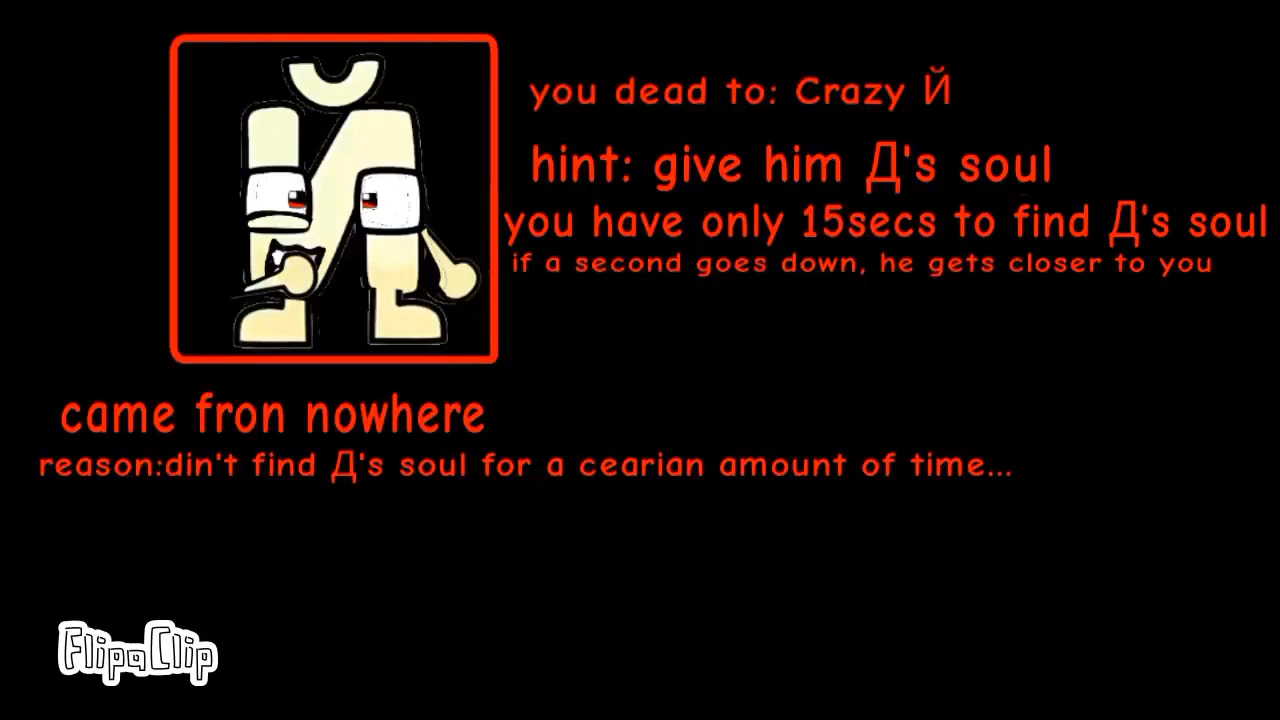 you dead to: Crazy Й
hint: give him Д's soul
you have only 15secs to find Д's soul
if a second goes down, he gets closer to you
came fron nowhere
reason:din't find Д's soul for a cearian amount of time...
FlipaClip